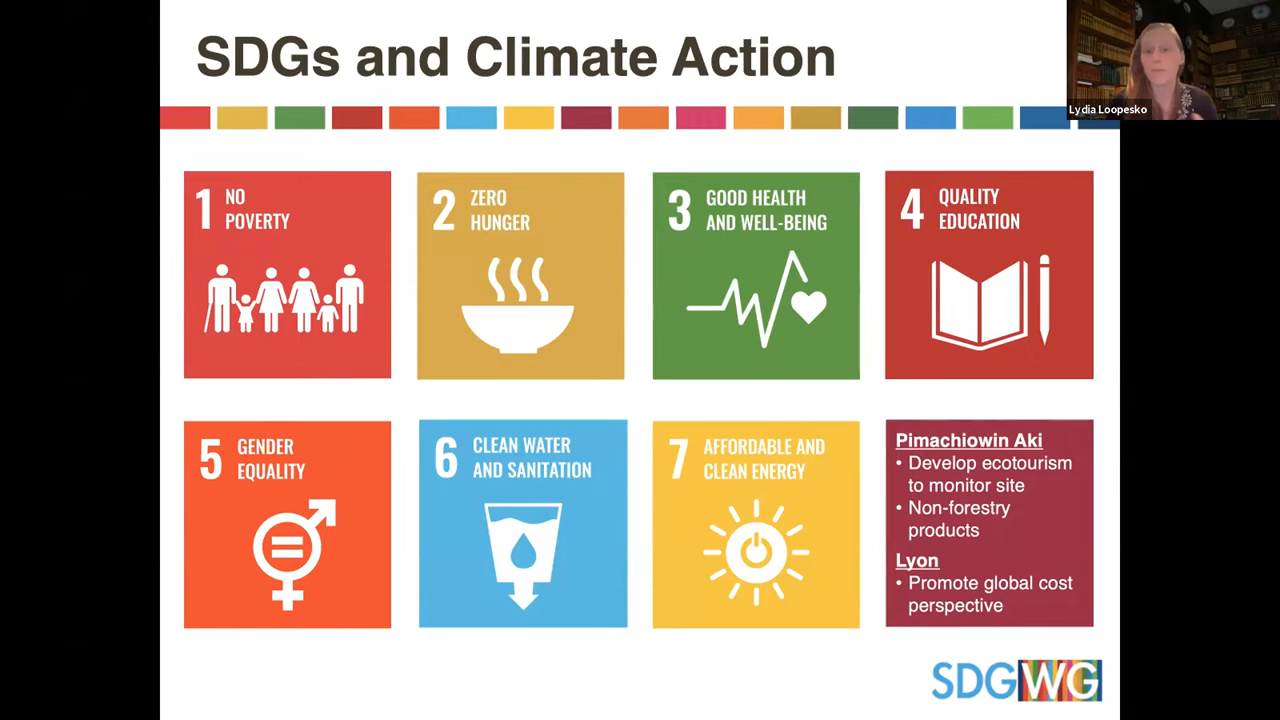 SDGs and Climate Action
Lydia Loopesko
1 NO
POVERTY
2 ZERO
HUNGER
3 GOOD HEALTH
AND WELL-BEING
4 QUALITY
EDUCATION
5 GENDER
EQUALITY
6 CLEAN WATER
AND SANITATION
7 AFFORDABLE AND
CLEAN ENERGY
Pimachiowin Aki
• Develop ecotourism
to monitor site
• Non-forestry
products
Lyon
• Promote global cost
perspective
SDGWG